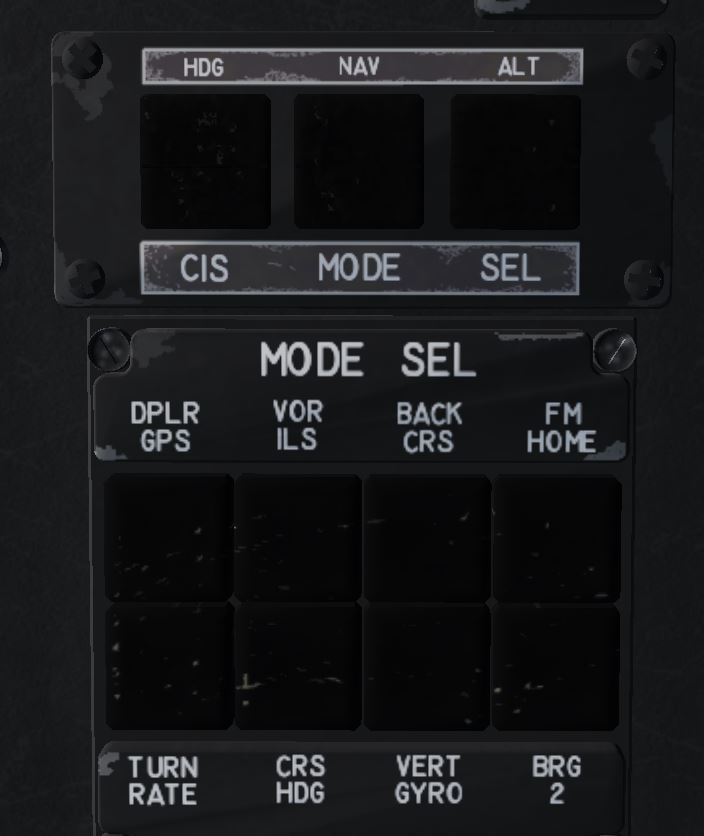 HDG NAV ALT
CIS MODE SEL
MODE SEL
DPLR VOR BACK FM
GPS ILS CRS HOME
TURN CRS VERT BRG
RATE HDG GYRO 2